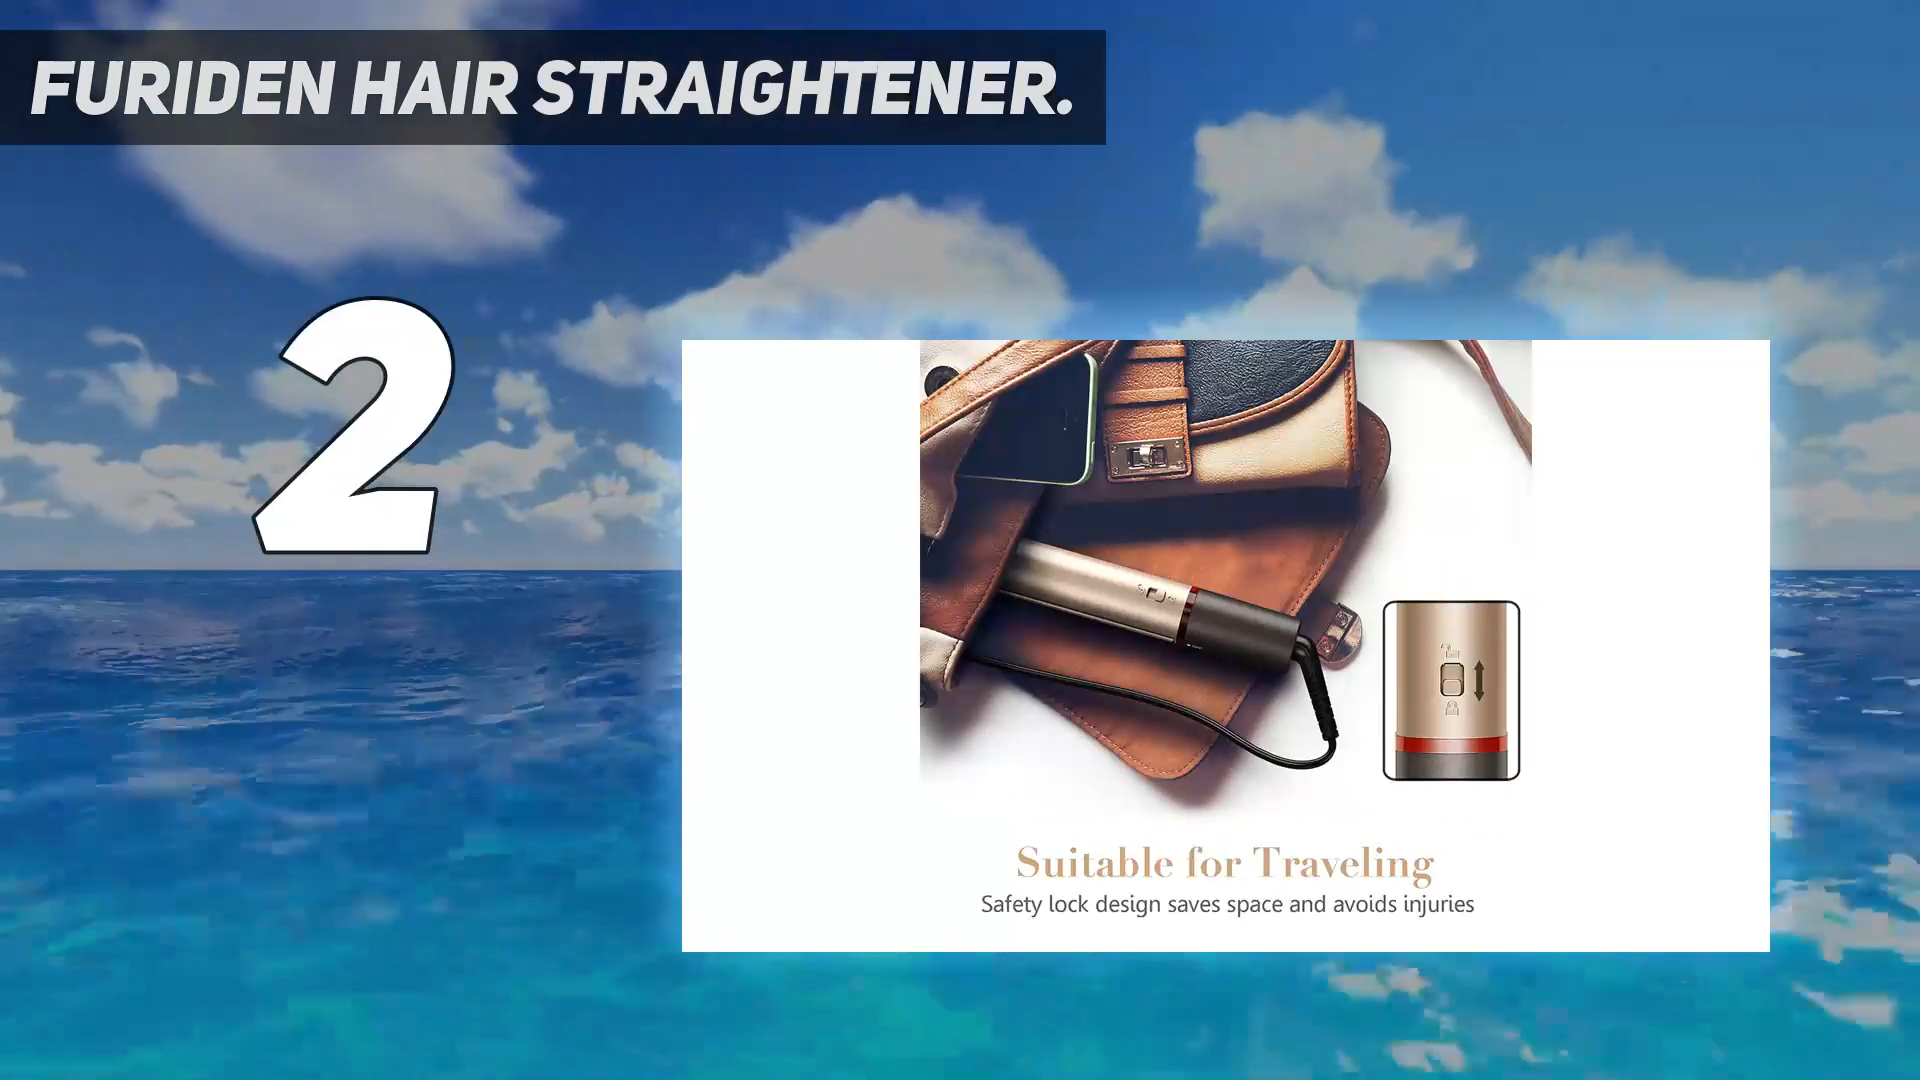 FURIDEN HAIR STRAIGHTENER.
2
Suitable for Traveling
Safety lock design saves space and avoids injuries